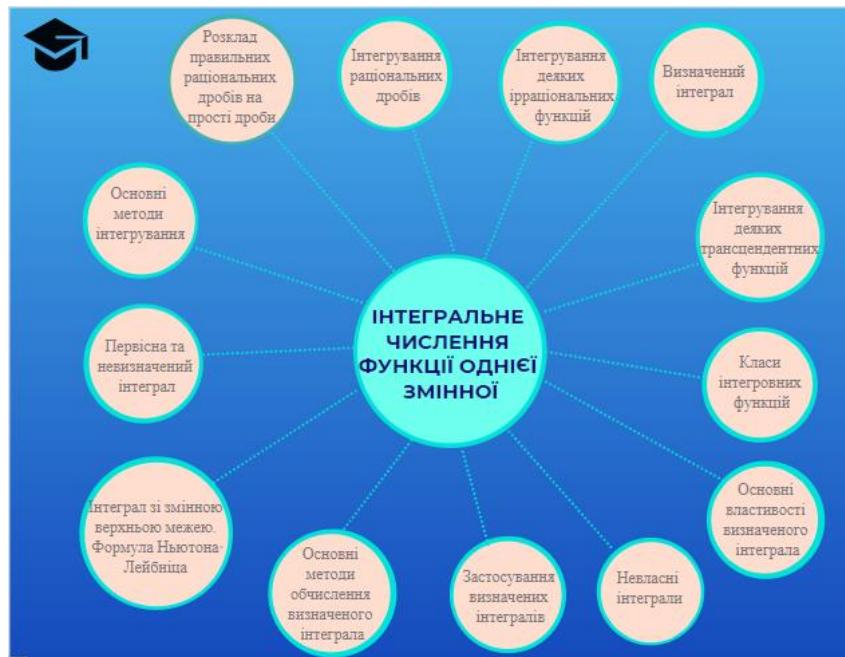 Розклад
правильних
раціональних
дробів на
прості дроби
Інтегрування
раціональних
дробів
Інтегрування
деяких
ірраціональних
функцій
Визначений
інтеграл
Основні
методи
інтегрування
Інтегрування
деяких
трансцендентних
функцій
ІНТЕГРАЛЬНЕ
ЧИСЛЕННЯ
ФУНКЦІЇ ОДНІЄЇ
ЗМІННОЇ
Первісна та
невизначений
інтеграл
Класи
інтегровних
функцій
Інтеграл зі змінною
верхньою межею.
Формула Ньютона-
Лейбніца
Основні
властивості
визначеного
інтеграла
Основні
методи
обчислення
визначеного
інтеграла
Застосування
визначених
інтегралів
Невласні
інтеграли